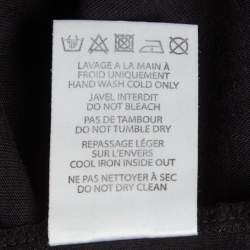 LAVAGE A LA MAIN À
FROID UNIQUEMENT
HAND WASH COLD ONLY
JAVEL INTERDIT
DO NOT BLEACH
PAS DE TAMBOUR
DO NOT TUMBLE DRY
REPASSAGE LÉGER
SUR L'ENVERS
COOL IRON INSIDE OUT
NE PAS NETTOYER À SEC
DO NOT DRY CLEAN